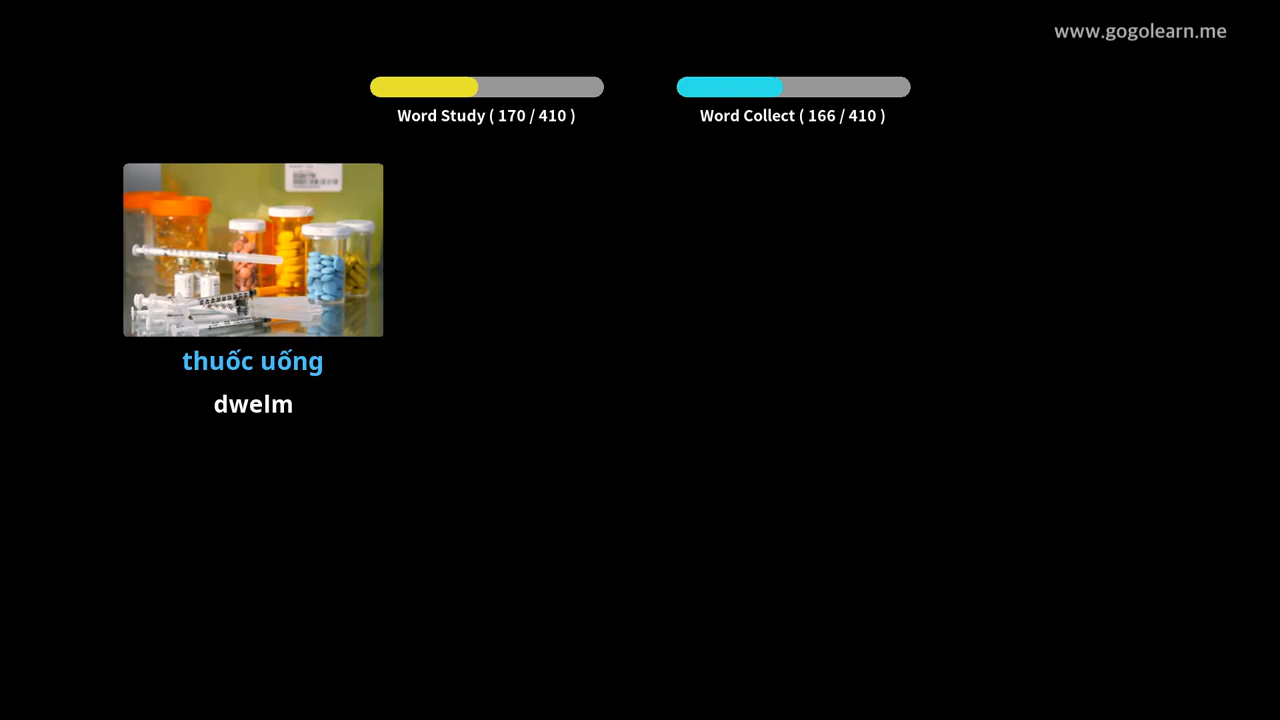 www.gogolearn.me
Word Study ( 170 / 410 )
Word Collect ( 166 / 410 )
thuốc uống
dwelm